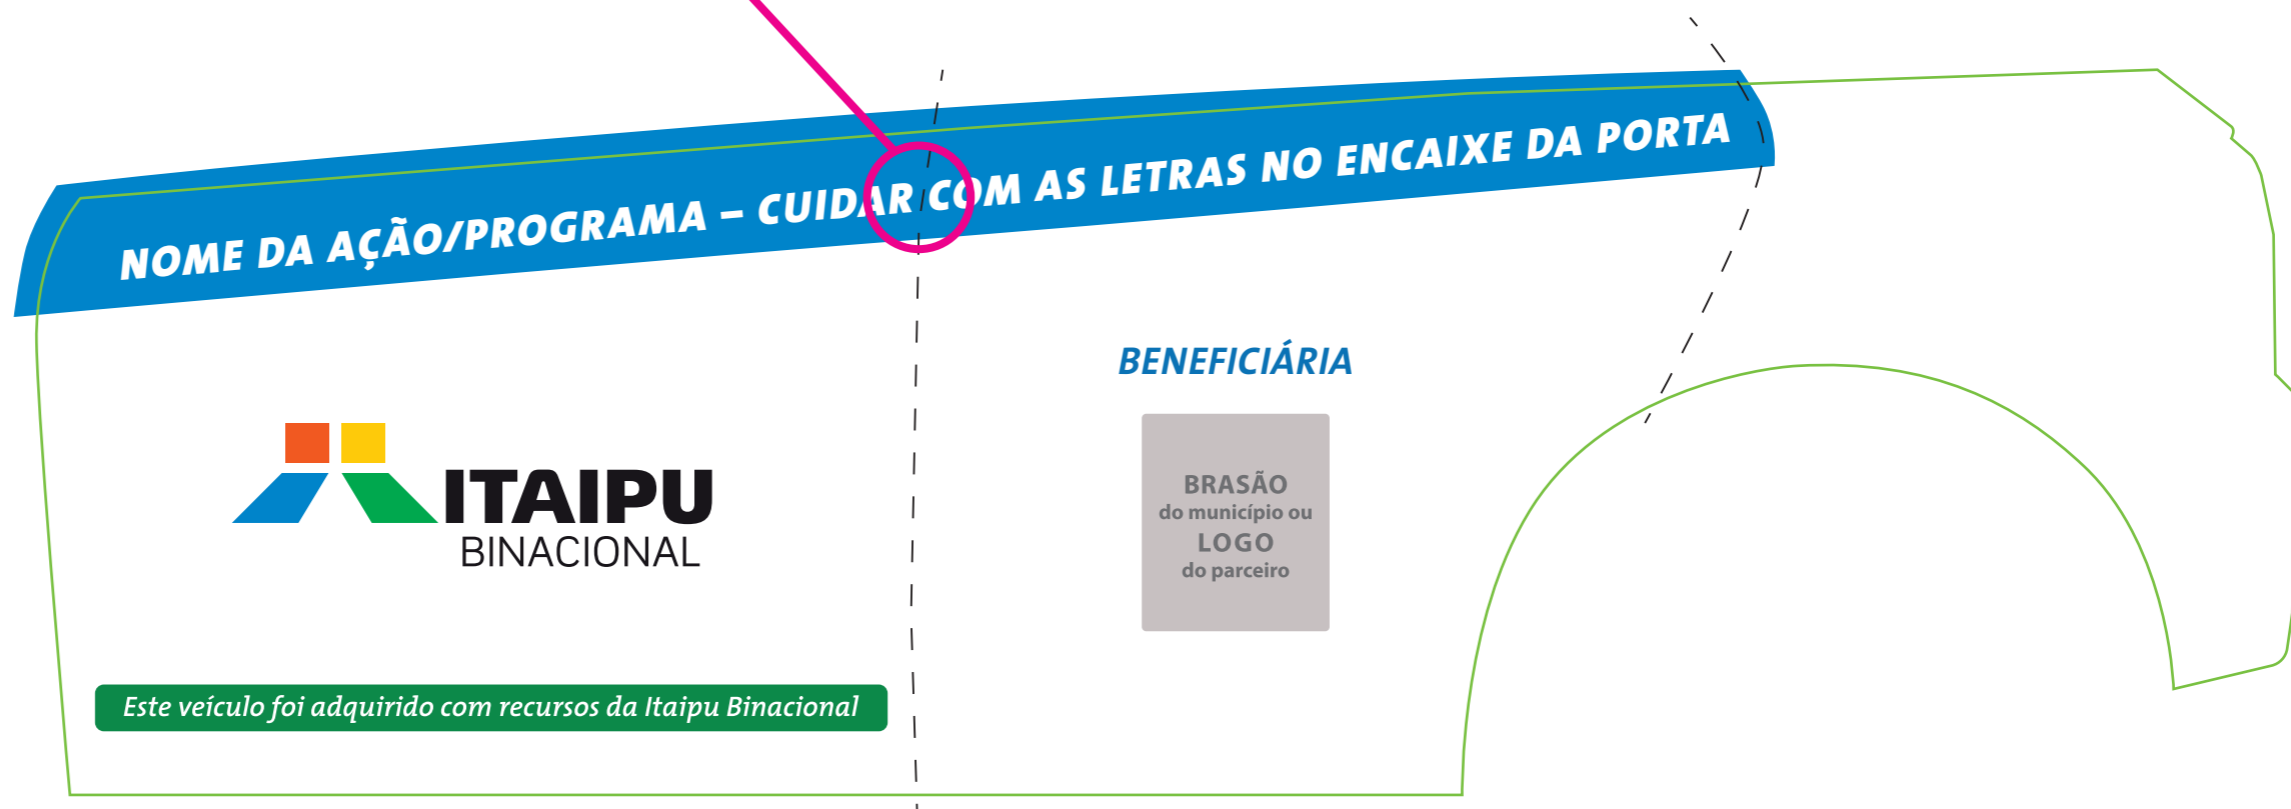 NOME DA AÇÃO/PROGRAMA – CUIDAR COM AS LETRAS NO ENCAIXE DA PORTA
BENEFICIÁRIA
ITAIPU
BINACIONAL
BRASÃO
do município ou
LOGO
do parceiro
Este veículo foi adquirido com recursos da Itaipu Binacional